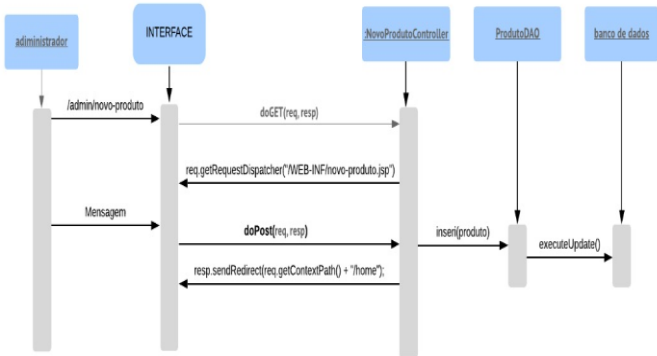 adiministrador
INTERFACE
:NovoProdutoController
ProdutoDAO
banco de dados
/admin/novo-produto
doGET(req, resp)
req.getRequestDispatcher("/WEB-INF/novo-produto.jsp")
Mensagem
doPost(req, resp)
inseri(produto)
executeUpdate()
resp.sendRedirect(req.getContextPath() + "/home");